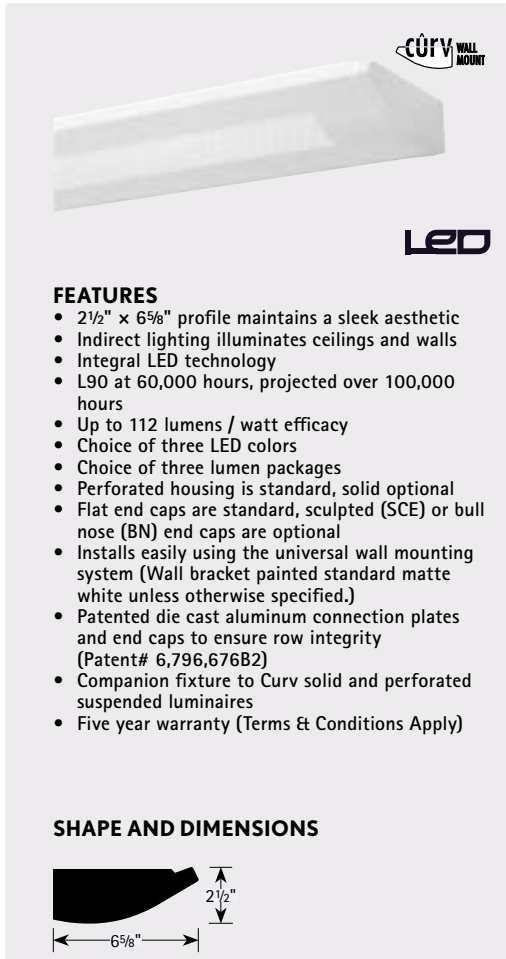 cûrv WALL
MOUNT
LED
FEATURES
• 2½" × 6⅝" profile maintains a sleek aesthetic
• Indirect lighting illuminates ceilings and walls
• Integral LED technology
• L90 at 60,000 hours, projected over 100,000
hours
• Up to 112 lumens / watt efficacy
• Choice of three LED colors
• Choice of three lumen packages
• Perforated housing is standard, solid optional
• Flat end caps are standard, sculpted (SCE) or bull
nose (BN) end caps are optional
• Installs easily using the universal wall mounting
system (Wall bracket painted standard matte
white unless otherwise specified.)
• Patented die cast aluminum connection plates
and end caps to ensure row integrity
(Patent# 6,796,676B2)
• Companion fixture to Curv solid and perforated
suspended luminaires
• Five year warranty (Terms & Conditions Apply)
SHAPE AND DIMENSIONS
2½"
6⅝"